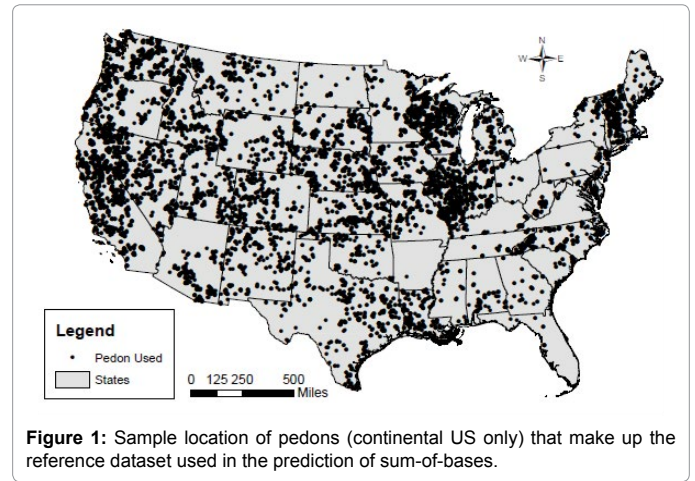 N
W E
S
Legend
Pedon Used
States
0 125 250 500
Miles
Figure 1: Sample location of pedons (continental US only) that make up the
reference dataset used in the prediction of sum-of-bases.